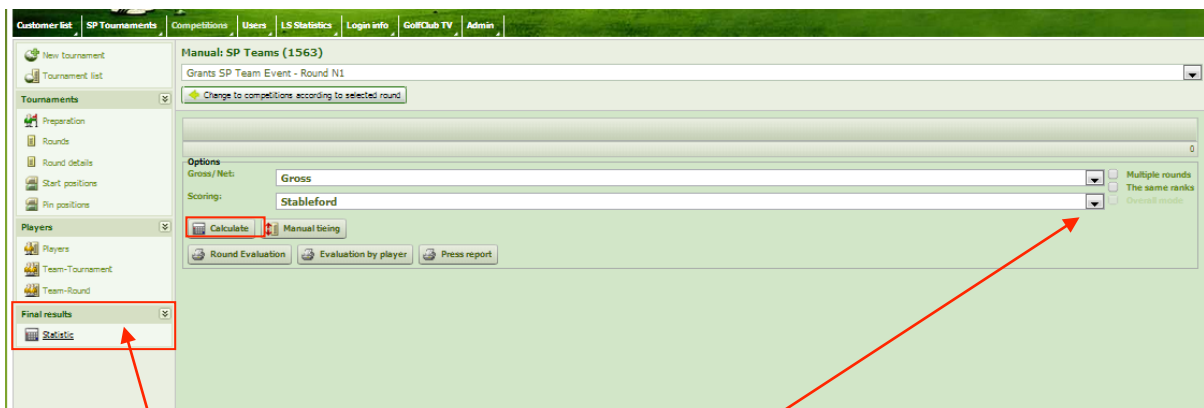 Customer list SP Tournaments Competitions Users LS Statistics Login info GolfClub TV Admin
New tournament
Tournament list
Tournaments
Preparation
Rounds
Round details
Start positions
Pin positions
Players
Players
Team-Tournament
Team-Round
Final results
Statistic
Manual: SP Teams (1563)
Grants SP Team Event - Round N1
Change to competitions according to selected round
0
Options
Gross/Net: Gross
Scoring: Stableford
Multiple rounds
The same ranks
Overall mode
Calculate Manual tieing
Round Evaluation Evaluation by player Press report